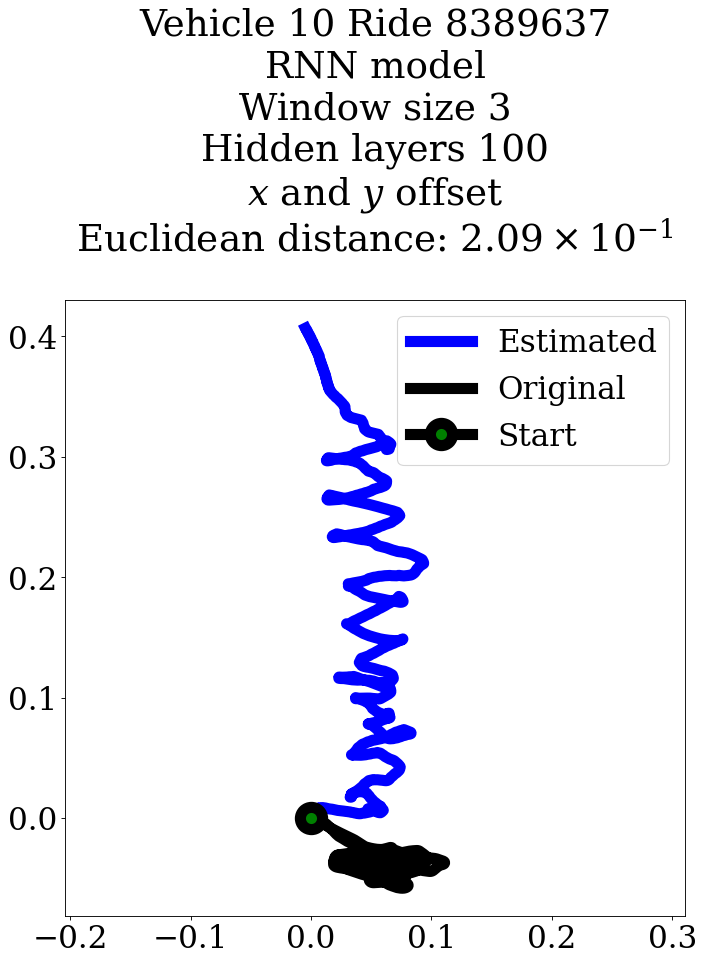 Vehicle 10 Ride 8389637
RNN model
Window size 3
Hidden layers 100
x and y offset
Euclidean distance: 2.09 × 10⁻¹
Estimated
Original
Start
0.4
0.3
0.2
0.1
0.0
−0.2 −0.1 0.0 0.1 0.2 0.3